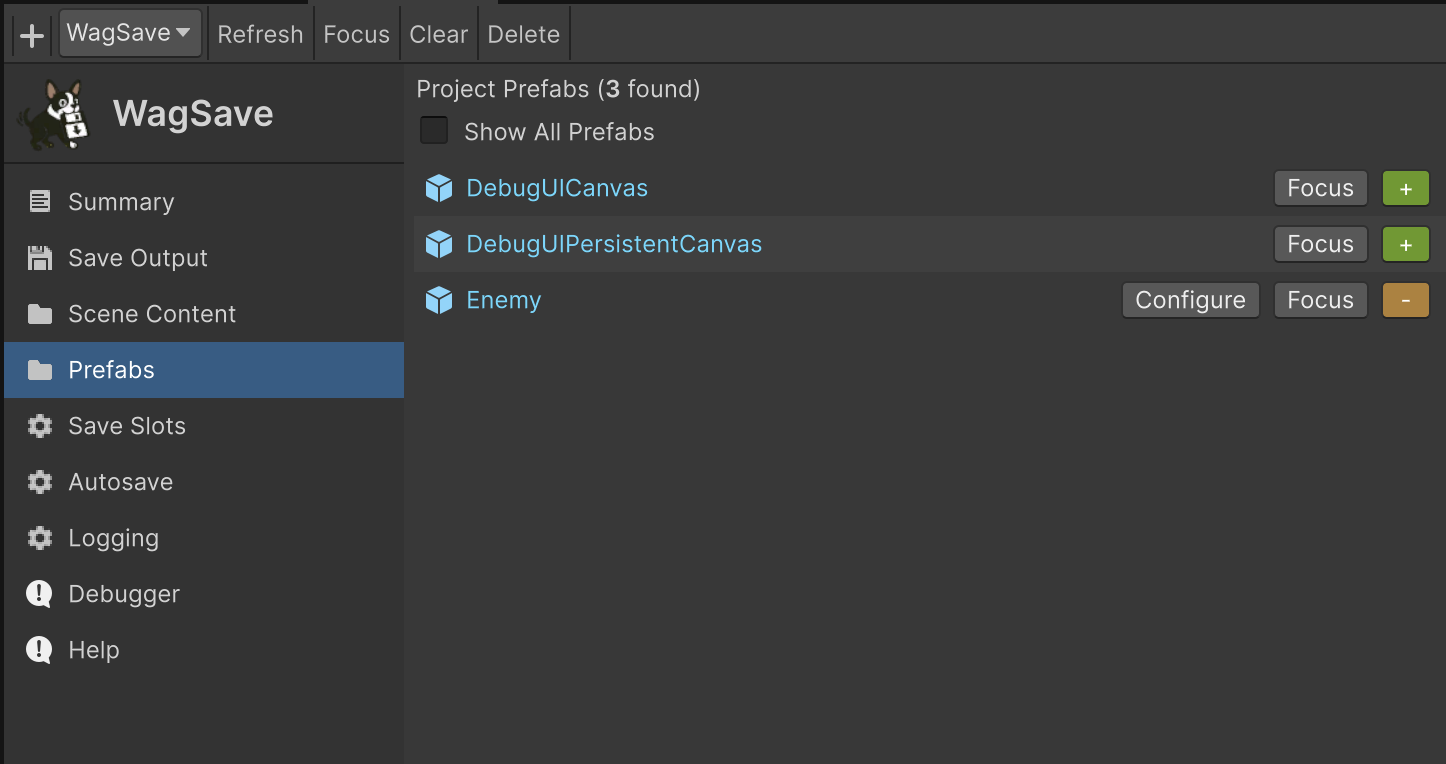 + WagSave Refresh Focus Clear Delete
WagSave
Summary
Save Output
Scene Content
Prefabs
Save Slots
Autosave
Logging
Debugger
Help
Project Prefabs (3 found)
Show All Prefabs
DebugUICanvas Focus +
DebugUIPersistentCanvas Focus +
Enemy Configure Focus -